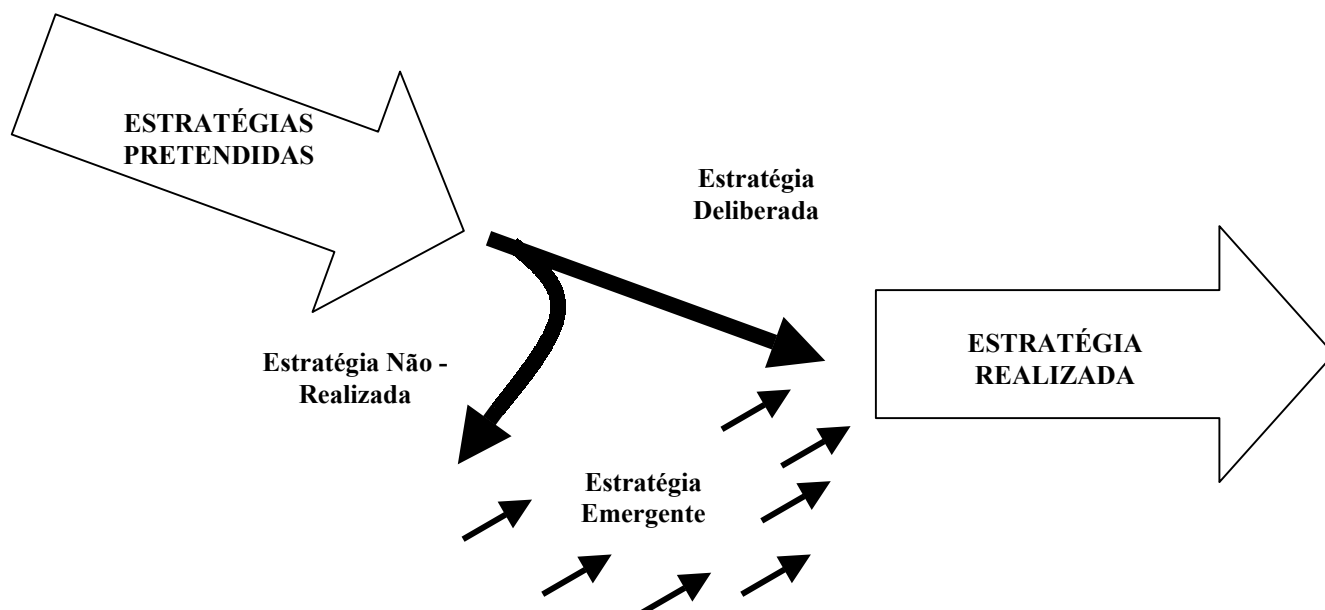 ESTRATÉGIAS
PRETENDIDAS
Estratégia
Deliberada
Estratégia Não -
Realizada
ESTRATÉGIA
REALIZADA
Estratégia
Emergente